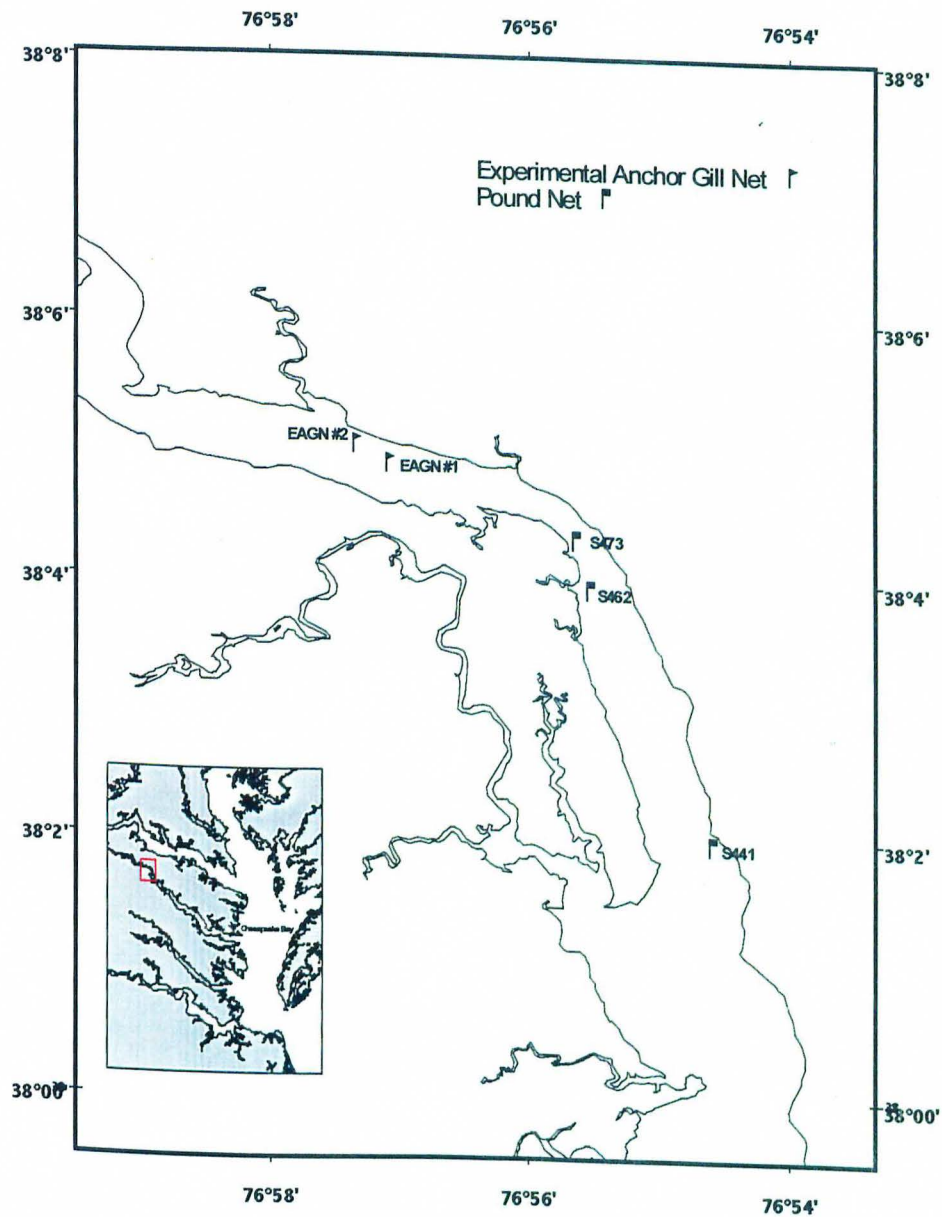 76°58' 76°56' 76°54'
38°8' 38°8'
Experimental Anchor Gill Net
Pound Net
38°6' 38°6'
EAGN #2
EAGN #1
S473
38°4' 38°4'
S462
38°2' 38°2'
S441
Chesapeake Bay
38°00' 38°00'
76°58' 76°56' 76°54'